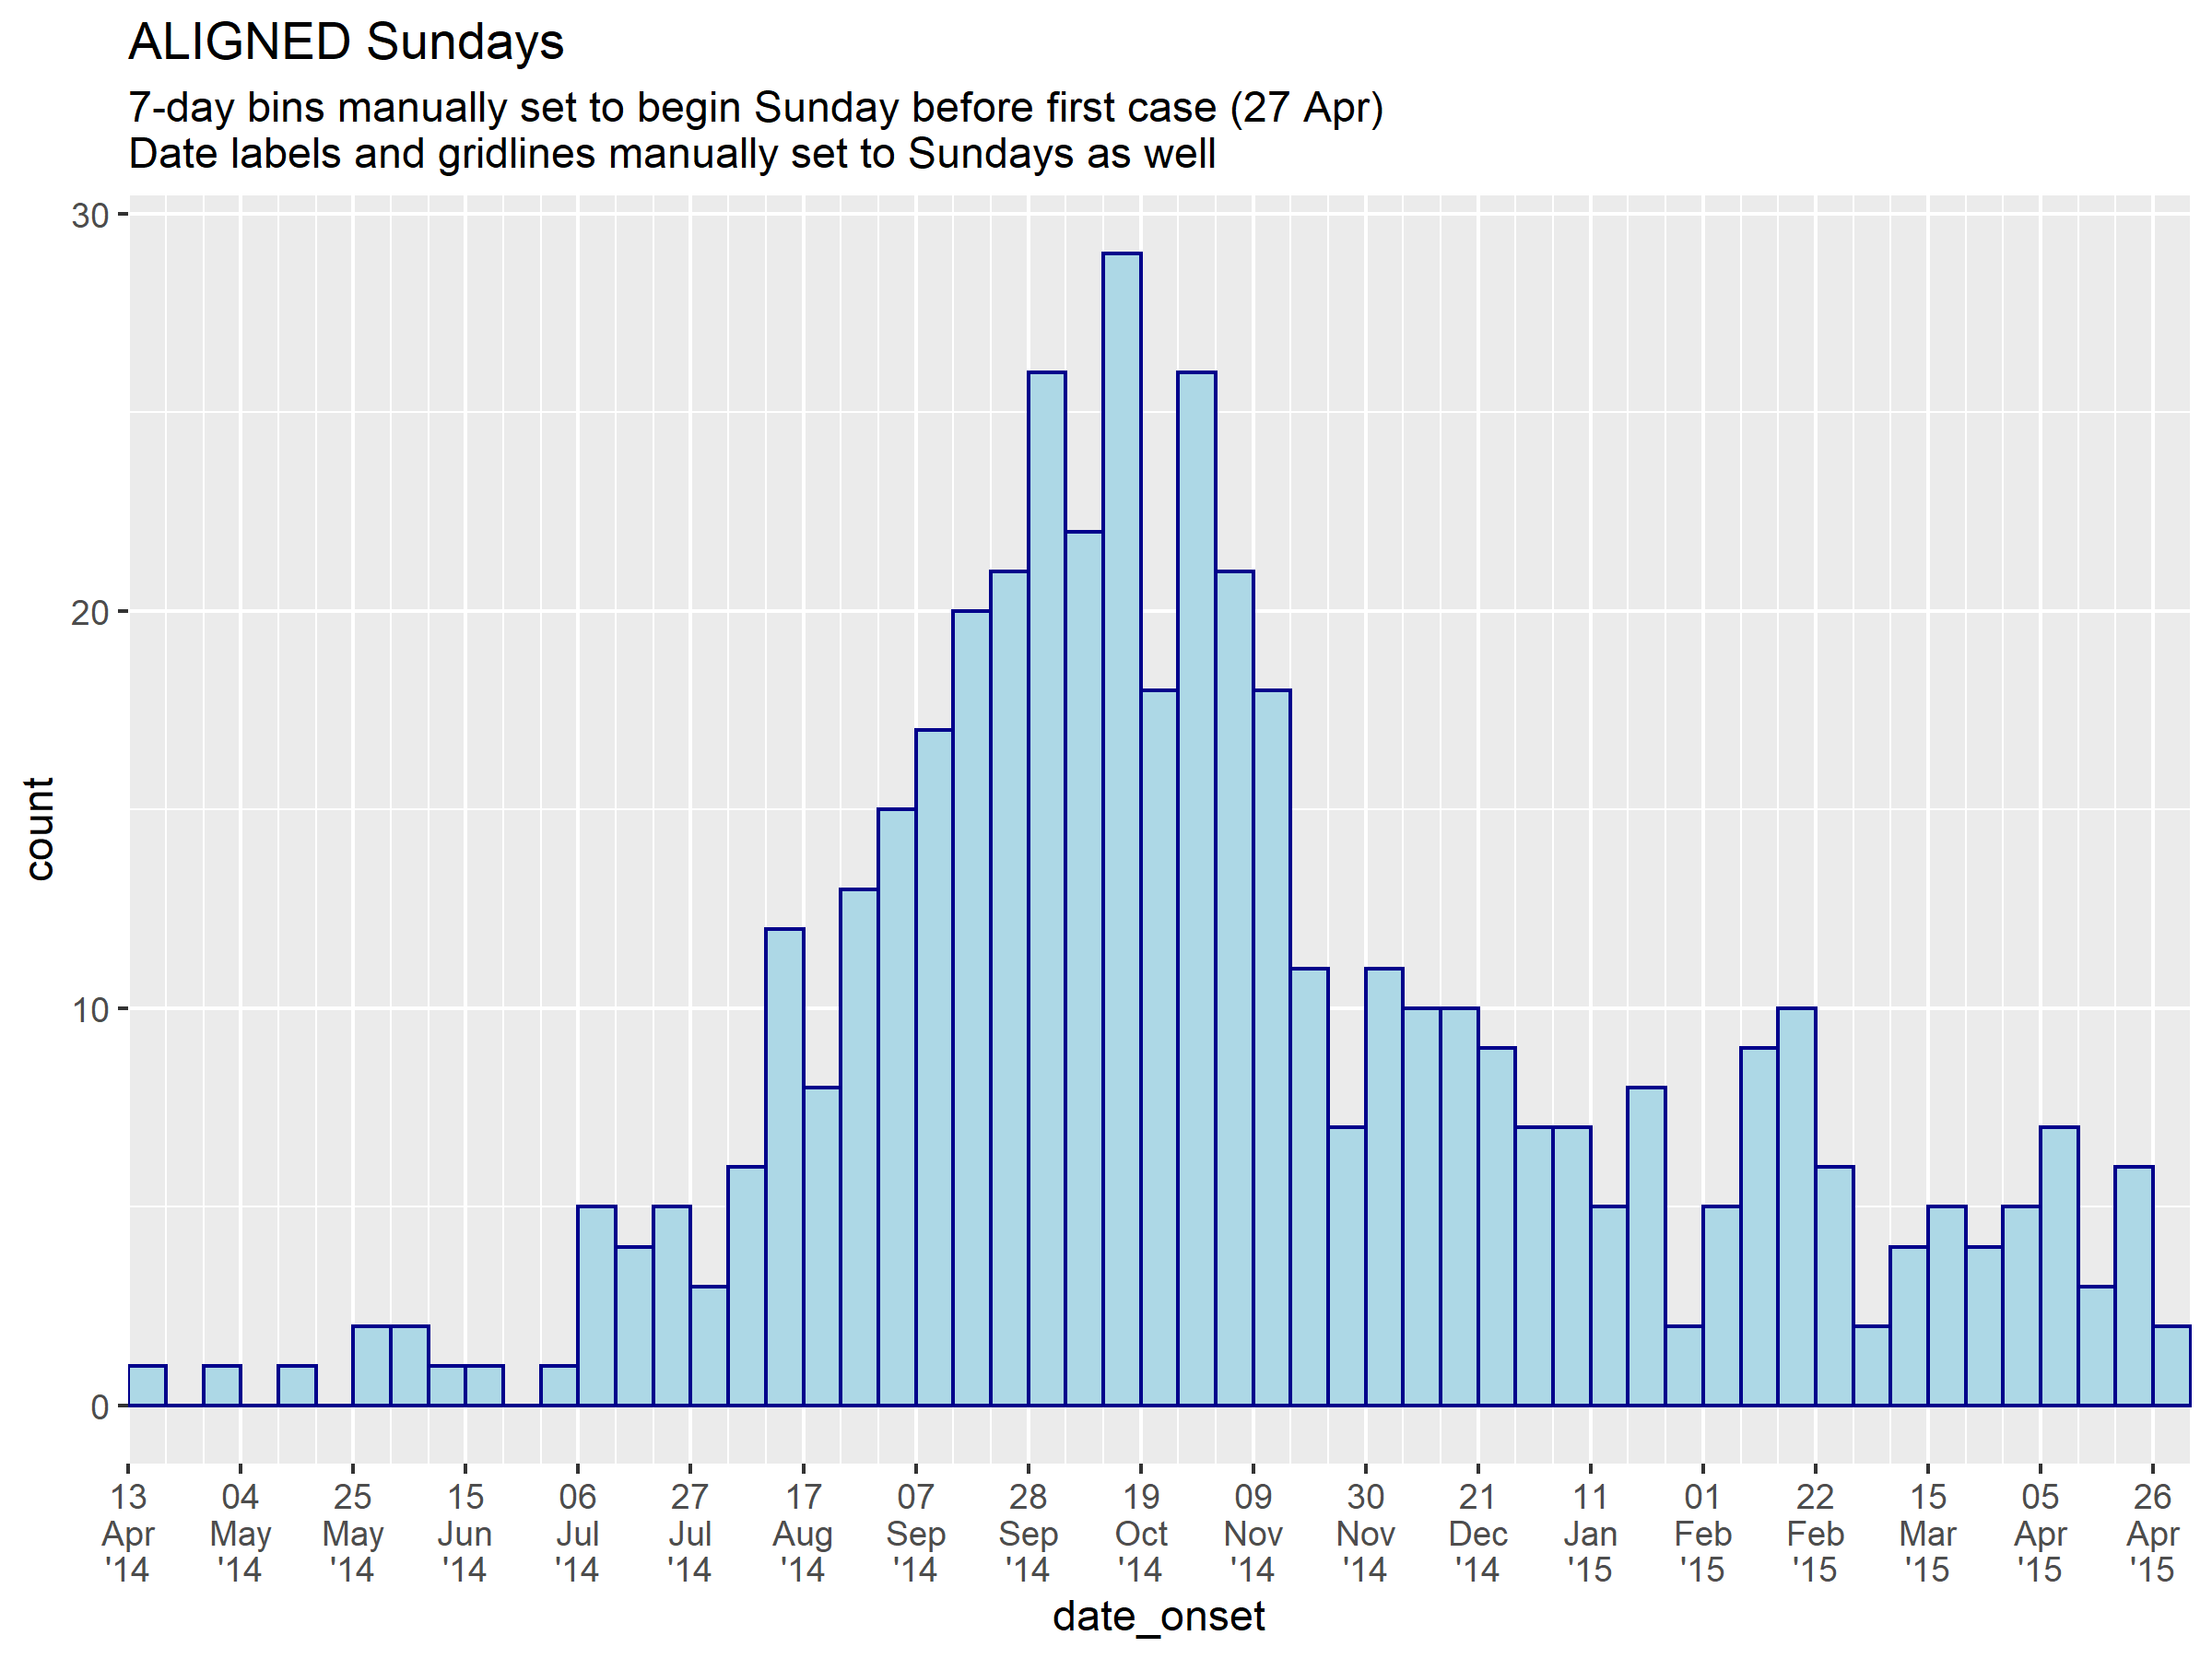 ALIGNED Sundays
7-day bins manually set to begin Sunday before first case (27 Apr)
Date labels and gridlines manually set to Sundays as well
30
20
10
0
count
13 04 25 15 06 27 17 07 28 19 09 30 21 11 01 22 15 05 26
Apr May May Jun Jul Jul Aug Sep Sep Oct Nov Nov Dec Jan Feb Feb Mar Apr Apr
'14 '14 '14 '14 '14 '14 '14 '14 '14 '14 '14 '14 '14 '15 '15 '15 '15 '15 '15
date_onset